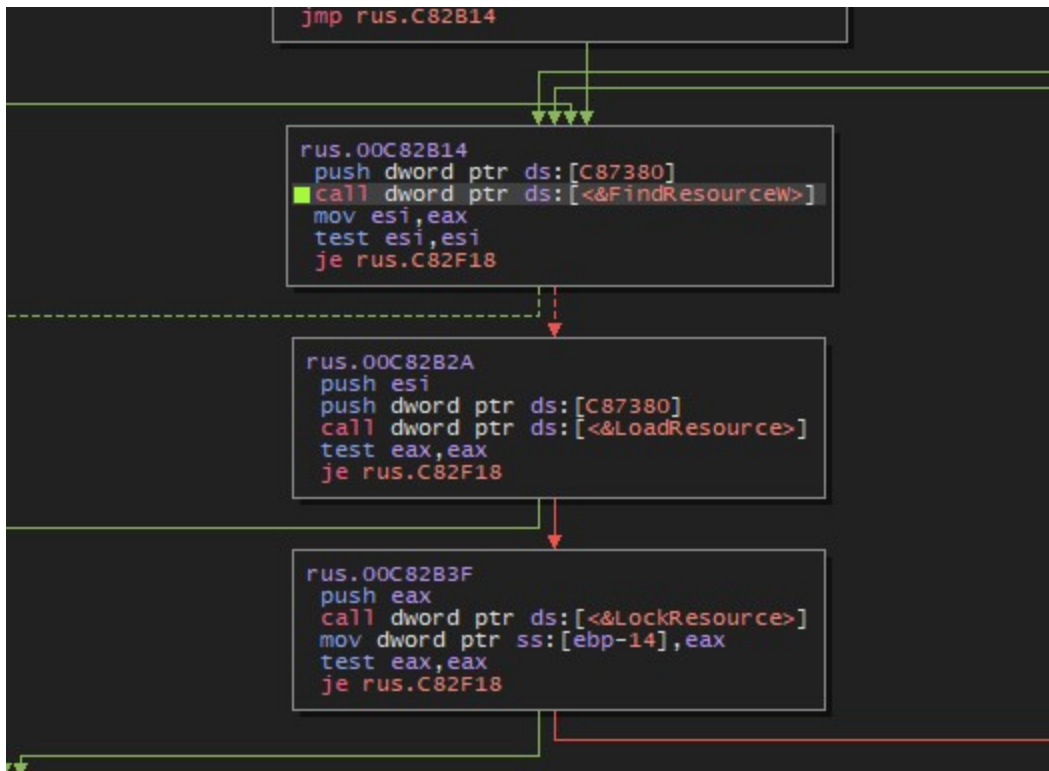 jmp rus.C82B14
rus.00C82B14
push dword ptr ds:[C87380]
call dword ptr ds:[<&FindResourceW>]
mov esi,eax
test esi,esi
je rus.C82F18
rus.00C82B2A
push esi
push dword ptr ds:[C87380]
call dword ptr ds:[<&LoadResource>]
test eax,eax
je rus.C82F18
rus.00C82B3F
push eax
call dword ptr ds:[<&LockResource>]
mov dword ptr ss:[ebp-14],eax
test eax,eax
je rus.C82F18